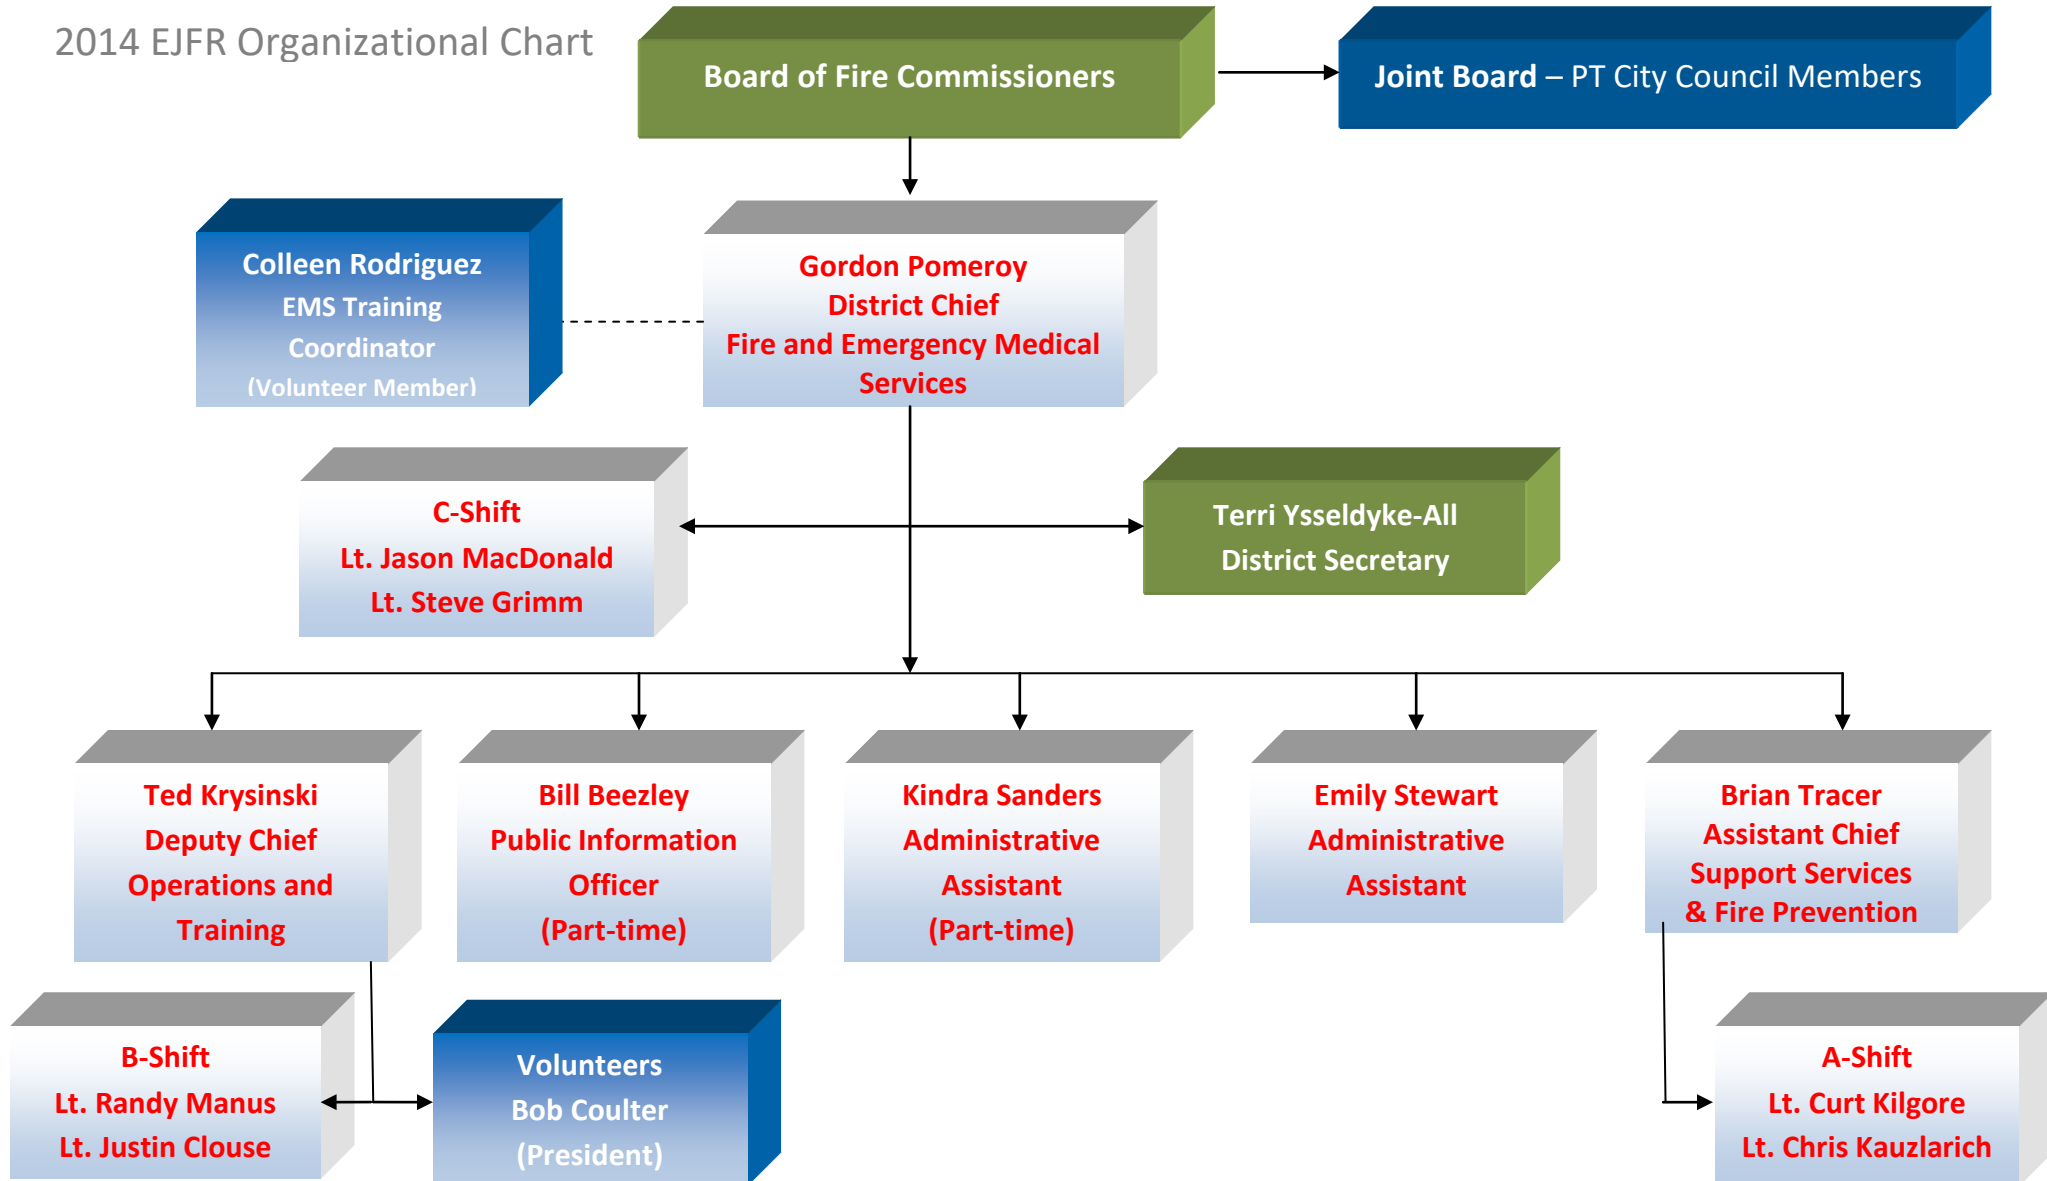 2014 EJFR Organizational Chart
Board of Fire Commissioners
Joint Board – PT City Council Members
Colleen Rodriguez
EMS Training
Coordinator
(Volunteer Member)
Gordon Pomeroy
District Chief
Fire and Emergency Medical
Services
C-Shift
Lt. Jason MacDonald
Lt. Steve Grimm
Terri Ysseldyke-All
District Secretary
Ted Krysinski
Deputy Chief
Operations and
Training
Bill Beezley
Public Information
Officer
(Part-time)
Kindra Sanders
Administrative
Assistant
(Part-time)
Emily Stewart
Administrative
Assistant
Brian Tracer
Assistant Chief
Support Services
& Fire Prevention
B-Shift
Lt. Randy Manus
Lt. Justin Clouse
Volunteers
Bob Coulter
(President)
A-Shift
Lt. Curt Kilgore
Lt. Chris Kauzlarich